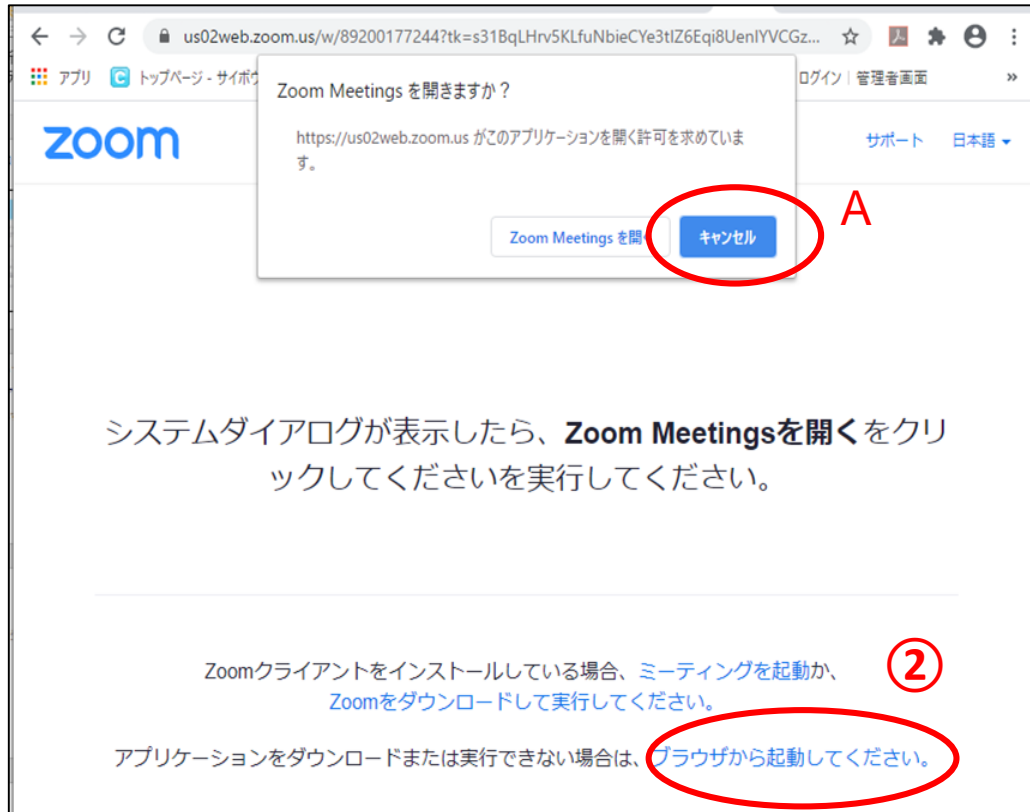 us02web.zoom.us/w/89200177244?tk=s31BqLHrv5KLfuNbieCYe3tIZ6Eqi8UenIYVCGz...
アプリ トップページ - サイボウ ログイン | 管理者画面 »
Zoom Meetings を開きますか？
https://us02web.zoom.us がこのアプリケーションを開く許可を求めていま
す。
Zoom Meetings を開 キャンセル
A
zoom サポート 日本語
システムダイアログが表示したら、Zoom Meetingsを開くをクリ
ックしてくださいを実行してください。
②
Zoomクライアントをインストールしている場合、ミーティングを起動か、
Zoomをダウンロードして実行してください。
アプリケーションをダウンロードまたは実行できない場合は、ブラウザから起動してください。